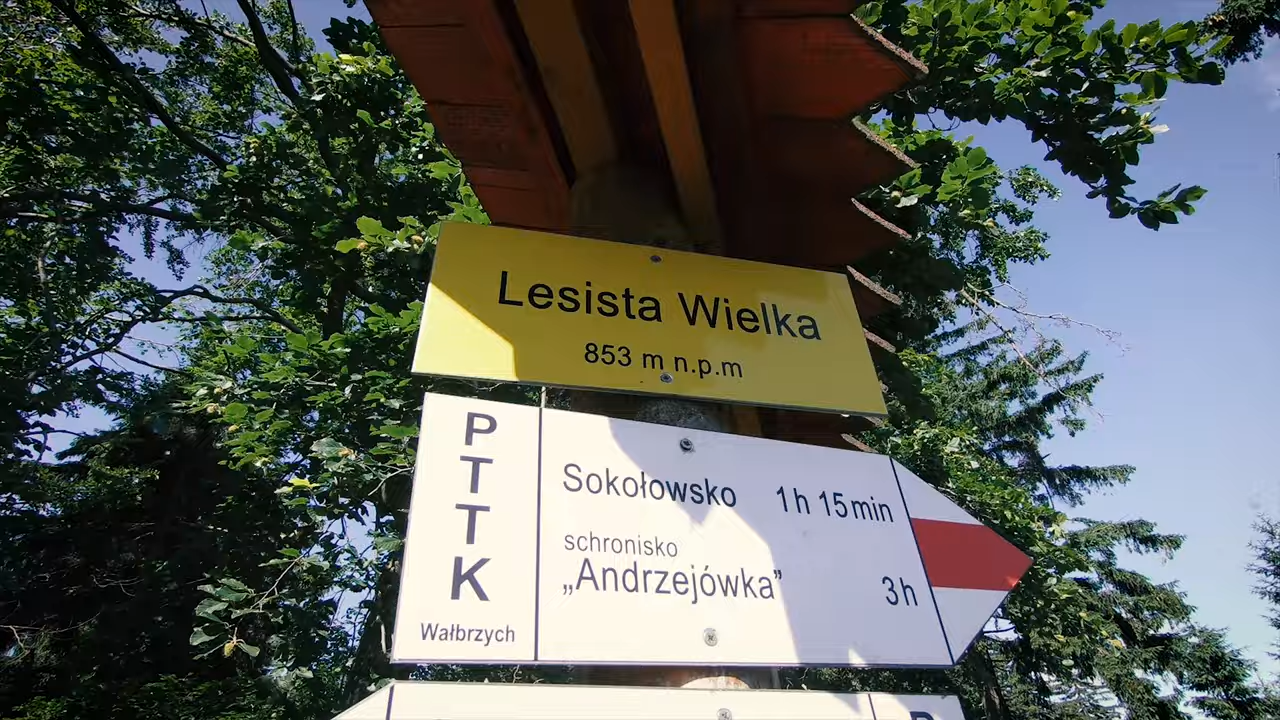 Lesista Wielka
853 m n.p.m
P
T
T
K
Wałbrzych
Sokołowsko 1h 15min
schronisko
„Andrzejówka” 3h